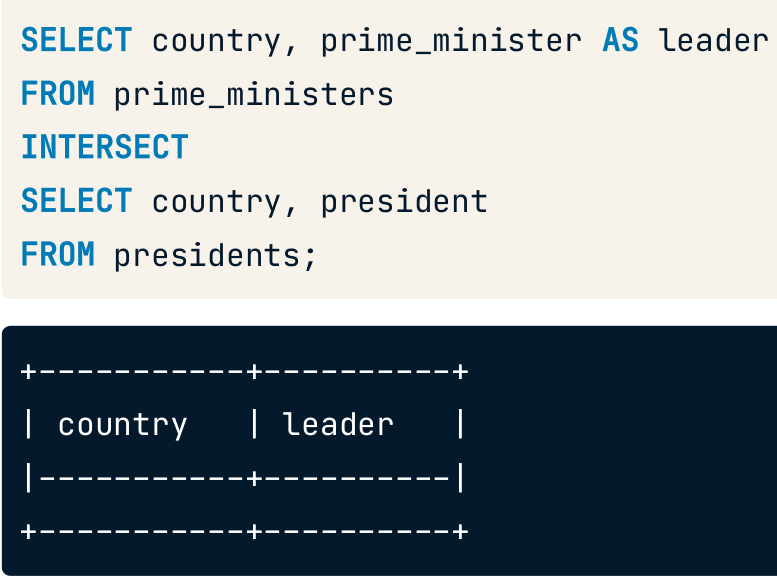 SELECT country, prime_minister AS leader
FROM prime_ministers
INTERSECT
SELECT country, president
FROM presidents;
+-----------+----------+
| country   | leader   |
|-----------+----------|
+-----------+----------+